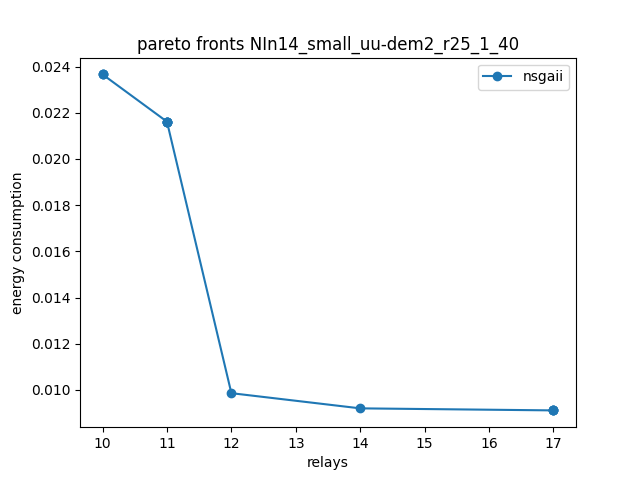 pareto fronts NIn14_small_uu-dem2_r25_1_40
nsgaii
energy consumption
0.024
0.022
0.020
0.018
0.016
0.014
0.012
0.010
10 11 12 13 14 15 16 17
relays